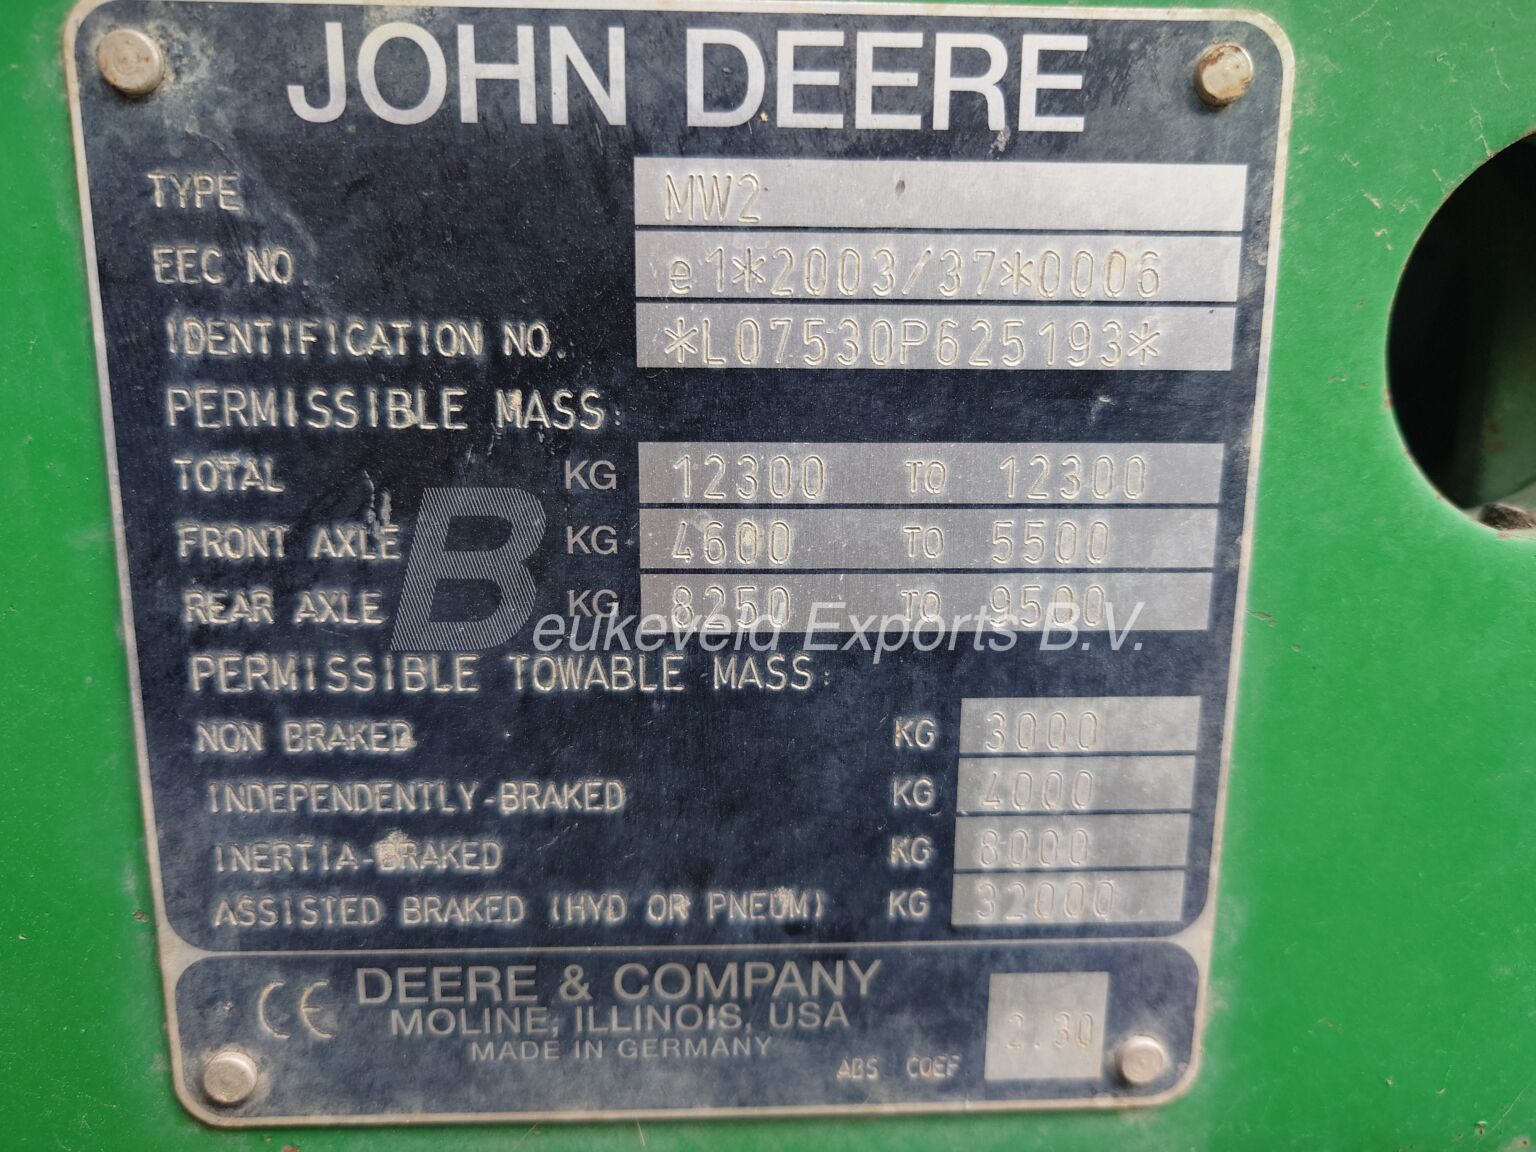 JOHN DEERE
TYPE MW2
EEC NO. e1*2003/37*0006
IDENTIFICATION NO. *L07530P625193*
PERMISSIBLE MASS:
TOTAL KG 12300 TO 12300
FRONT AXLE KG 4600 TO 5500
REAR AXLE KG 8250 TO 9500
Beukeveld Exports B.V.
PERMISSIBLE TOWABLE MASS:
NON BRAKED KG 3000
INDEPENDENTLY-BRAKED KG 4000
INERTIA-BRAKED KG 8000
ASSISTED BRAKED (HYD OR PNEUM) KG 32000
CE DEERE & COMPANY
MOLINE, ILLINOIS, USA
MADE IN GERMANY
ABS COEF 2.30